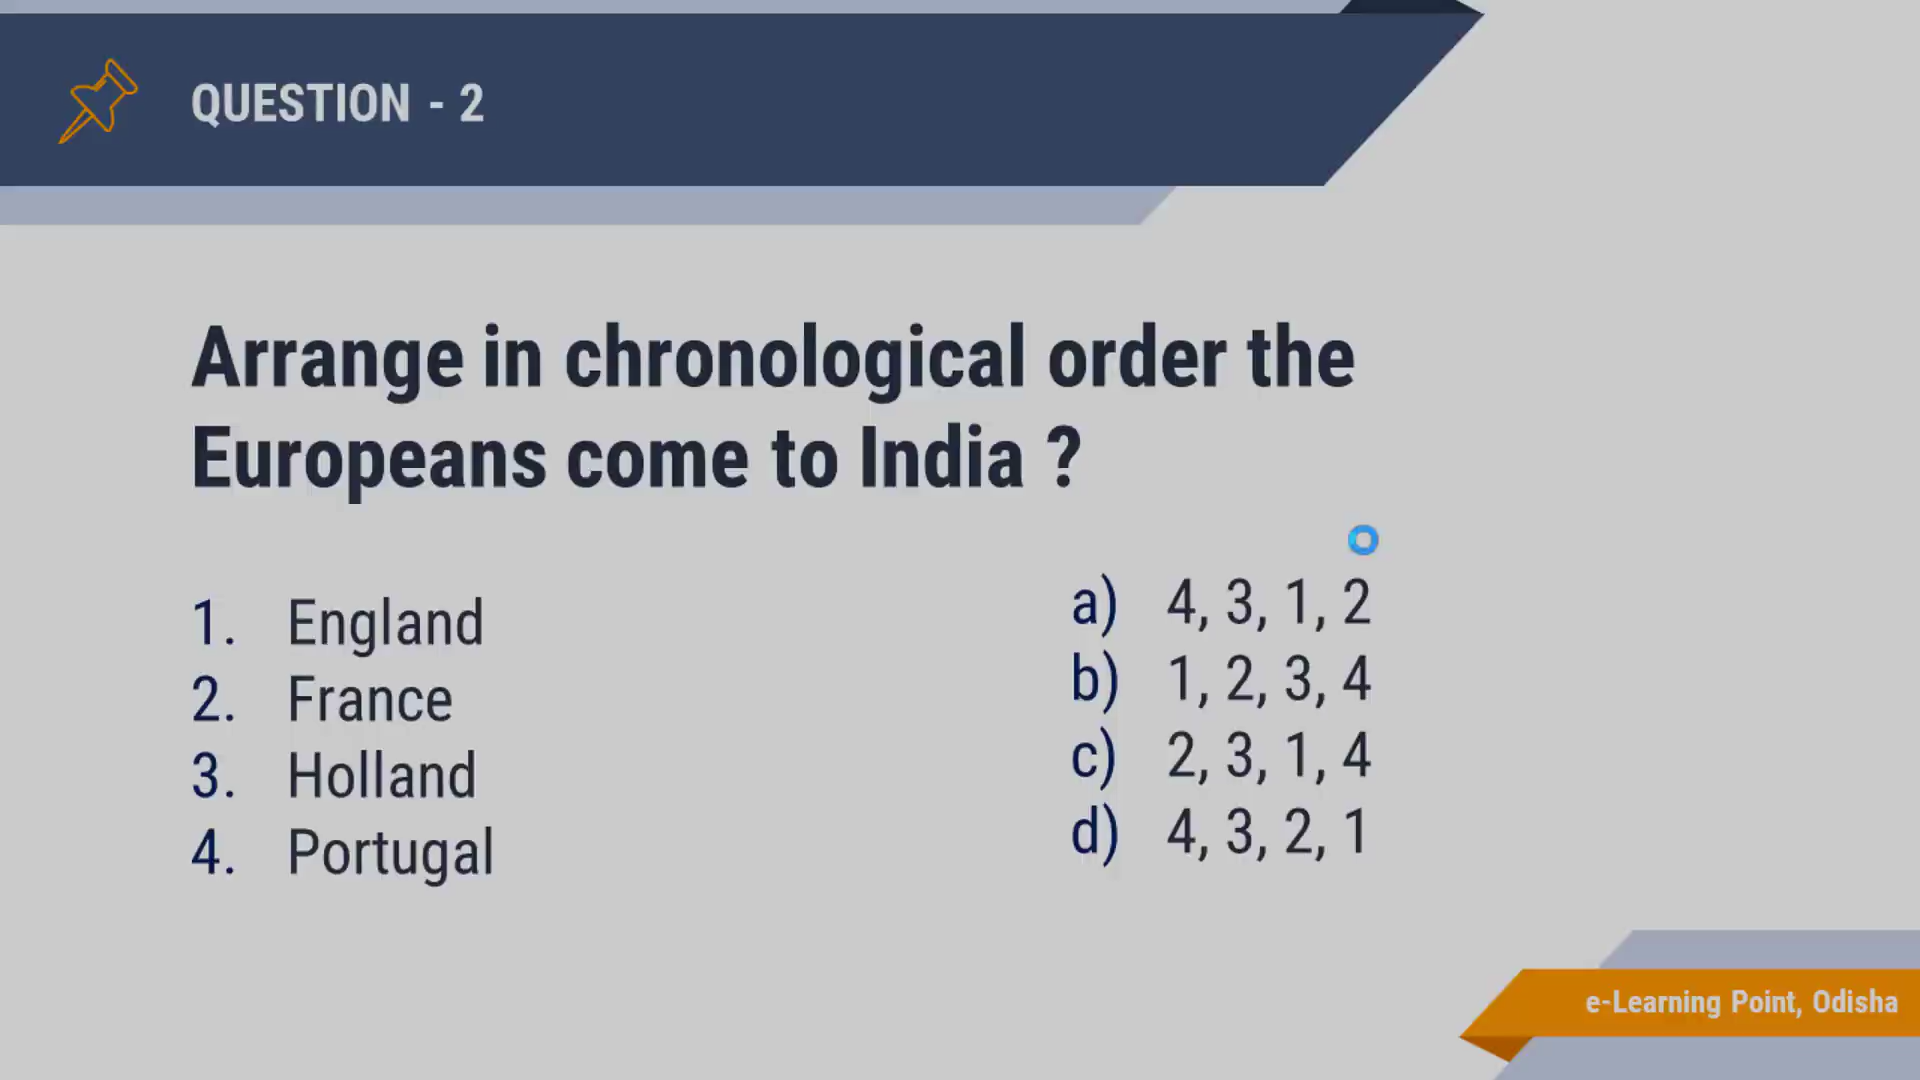 QUESTION - 2
Arrange in chronological order the
Europeans come to India ?
1. England
2. France
3. Holland
4. Portugal
a) 4, 3, 1, 2
b) 1, 2, 3, 4
c) 2, 3, 1, 4
d) 4, 3, 2, 1
e-Learning Point, Odisha